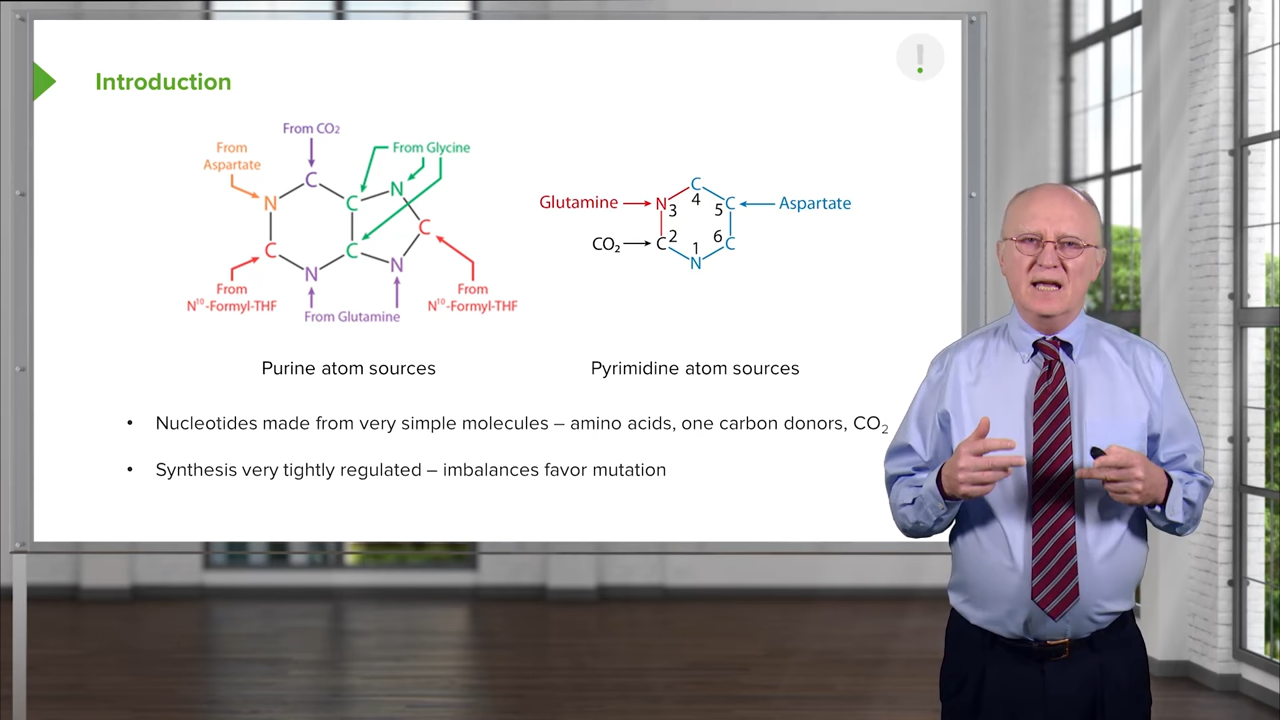 Introduction
From CO₂
From
Aspartate
From Glycine
C
N
N
C
C
C
C
N
N
From
N¹⁰-Formyl-THF
From Glutamine
From
N¹⁰-Formyl-THF
Purine atom sources
C
4
Glutamine
N
3
5
C
Aspartate
CO₂
C
2
1
6
C
N
Pyrimidine atom sources
• Nucleotides made from very simple molecules – amino acids, one carbon donors, CO₂
• Synthesis very tightly regulated – imbalances favor mutation
!